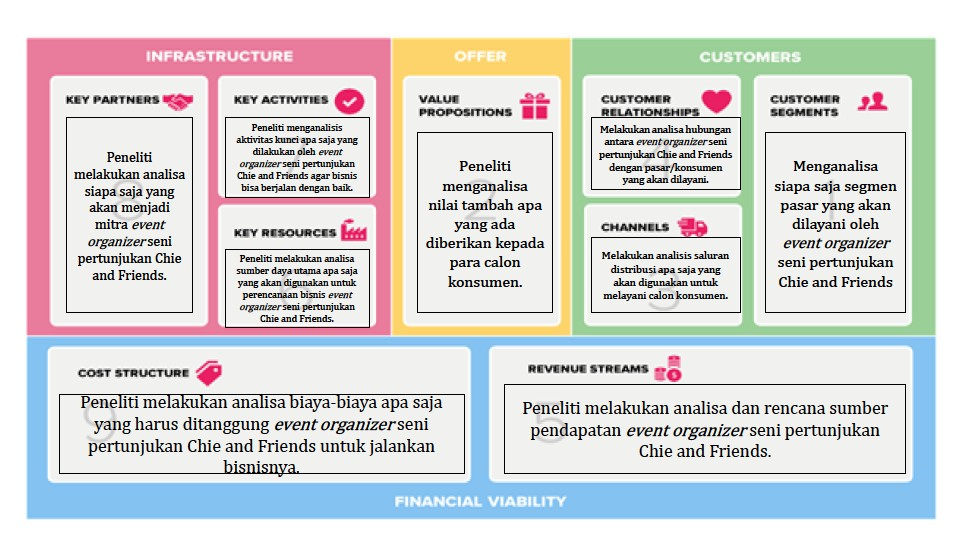 INFRASTRUCTURE
OFFER
CUSTOMERS
KEY PARTNERS
Peneliti
melakukan analisa
siapa saja yang
akan menjadi
mitra event
organizer seni
pertunjukan Chie
and Friends.
8
KEY ACTIVITIES
Peneliti menganalisis
aktivitas kunci apa saja yang
dilakukan oleh event
organizer seni pertunjukan
Chie and Friends agar bisnis
bisa berjalan dengan baik.
KEY RESOURCES
Peneliti melakukan analisa
sumber daya utama apa saja
yang akan digunakan untuk
perencanaan bisnis event
organizer seni pertunjukan
Chie and Friends.
VALUE
PROPOSITIONS
Peneliti
menganalisa
nilai tambah apa
yang ada
diberikan kepada
para calon
konsumen.
2
CUSTOMER
RELATIONSHIPS
Melakukan analisa hubungan
antara event organizer seni
pertunjukan Chie and Friends
dengan pasar/konsumen
yang akan dilayani.
4
CHANNELS
Melakukan analisis saluran
distribusi apa saja yang
akan digunakan untuk
melayani calon konsumen.
3
CUSTOMER
SEGMENTS
Menganalisa
siapa saja segmen
pasar yang akan
dilayani oleh
event organizer
seni pertunjukan
Chie and Friends
1
COST STRUCTURE
Peneliti melakukan analisa biaya-biaya apa saja
yang harus ditanggung event organizer seni
pertunjukan Chie and Friends untuk jalankan
bisnisnya.
9
REVENUE STREAMS
Peneliti melakukan analisa dan rencana sumber
pendapatan event organizer seni pertunjukan
Chie and Friends.
5
FINANCIAL VIABILITY